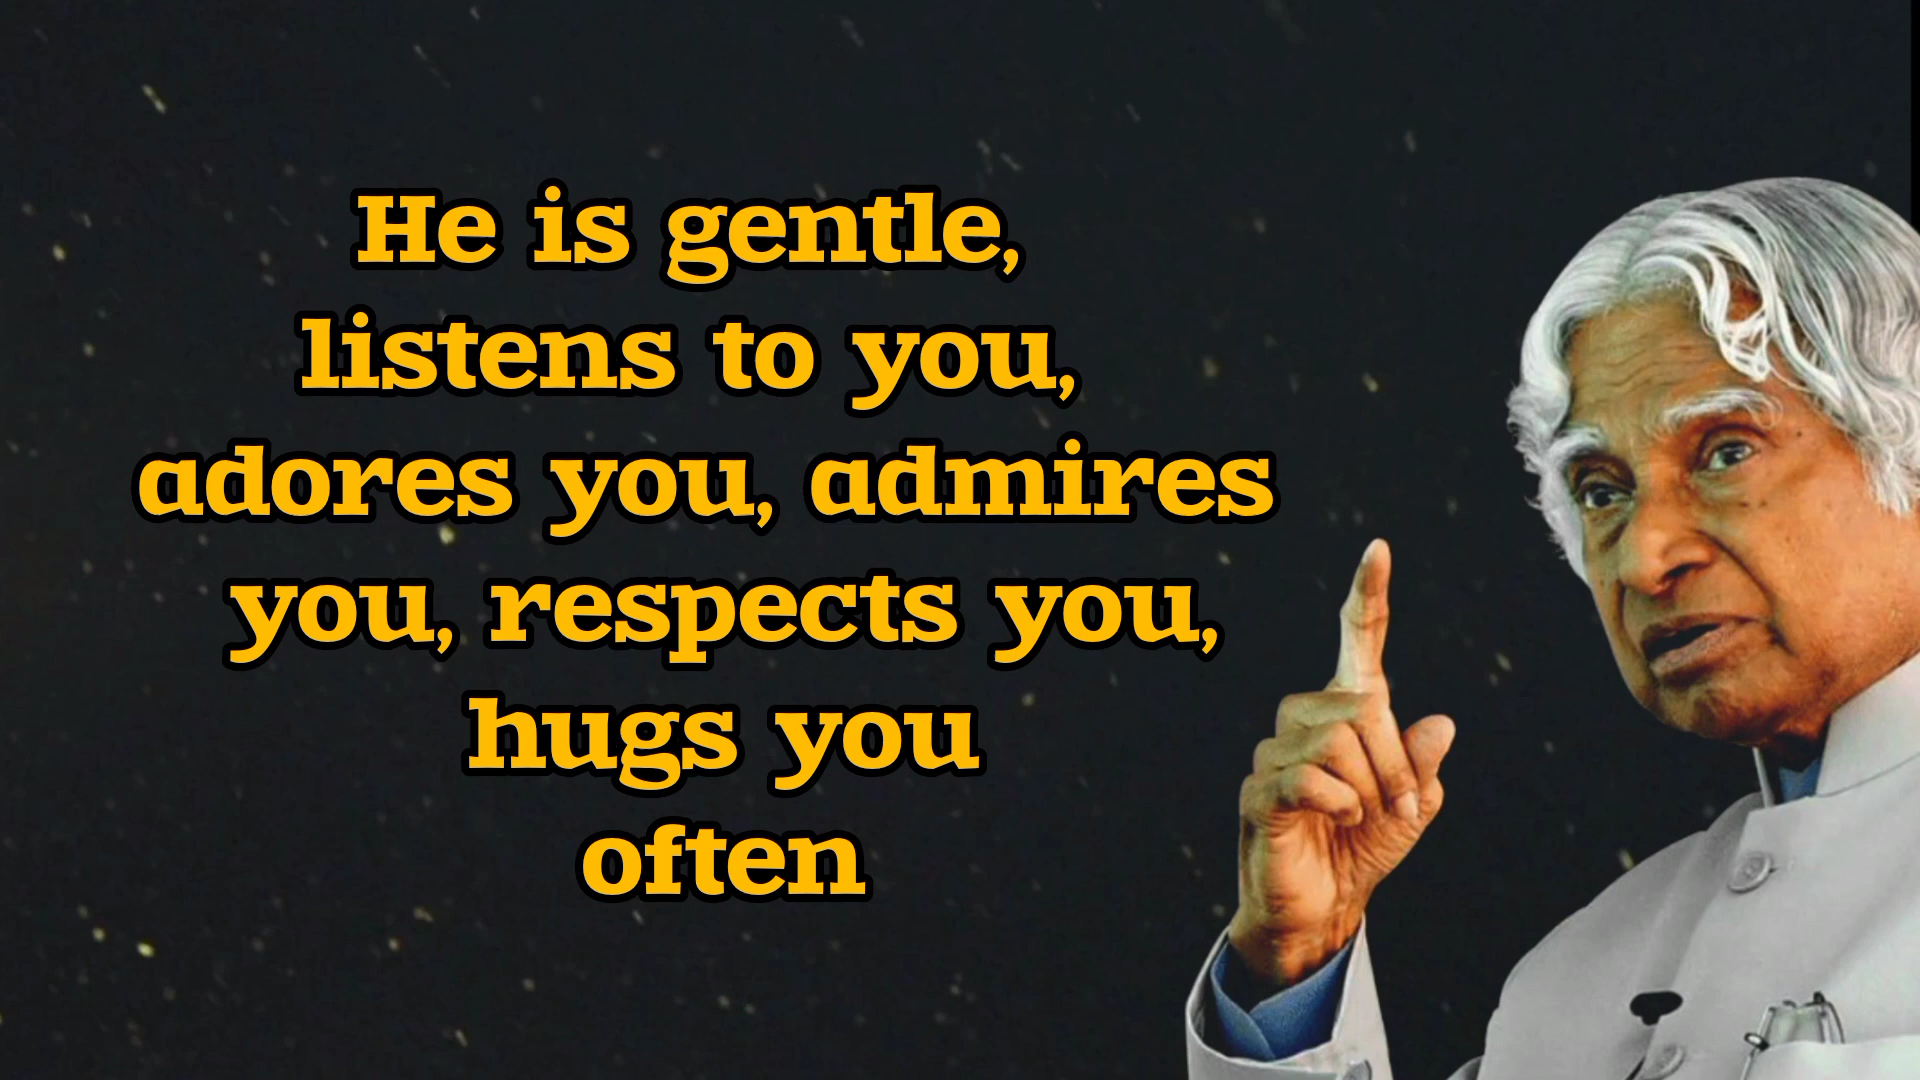 He is gentle,
listens to you,
adores you, admires
you, respects you,
hugs you
often